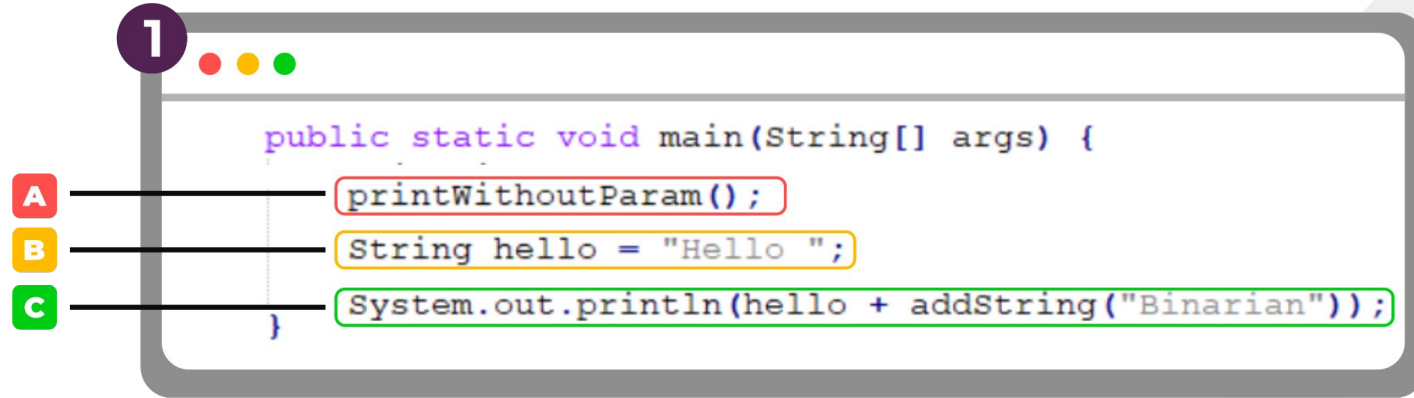 1
public static void main(String[] args) {
A printWithoutParam();
B String hello = "Hello ";
C System.out.println(hello + addString("Binarian"));
}